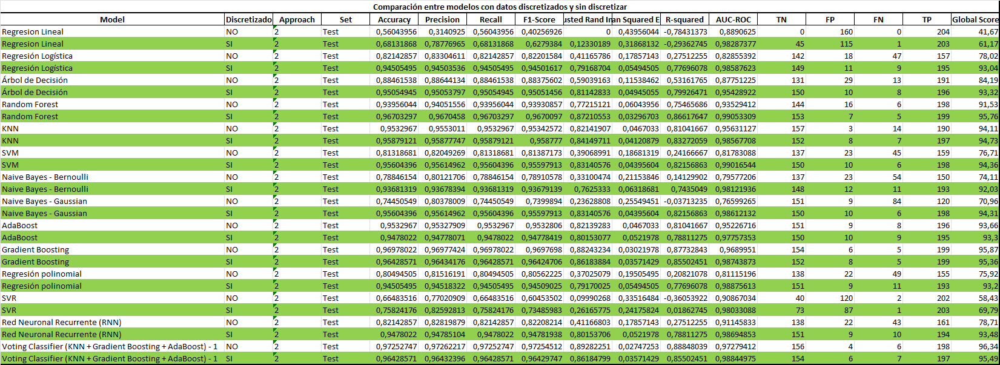 Comparación entre modelos con datos discretizados y sin discretizar
Model Discretizado Approach Set Accuracy Precision Recall F1-Score usted Rand In an Squared E R-squared AUC-ROC TN FP FN TP Global Score
Regresion Lineal NO 2 Test 0,56043956 0,3140925 0,56043956 0,40256926 0 0,43956044 -0,78431373 0,8890625 0 160 0 204 41,67
Regresion Lineal SI 2 Test 0,68131868 0,78776965 0,68131868 0,6279384 0,12330189 0,31868132 -0,29362745 0,98287377 45 115 1 203 61,17
Regresión Logística NO 2 Test 0,82142857 0,83304611 0,82142857 0,82201584 0,41165786 0,17857143 0,27512255 0,82855392 142 18 47 157 78,02
Regresión Logística SI 2 Test 0,94505495 0,94503536 0,94505495 0,94501617 0,79168704 0,05494505 0,77696078 0,98587623 149 11 9 195 93,04
Árbol de Decisión NO 2 Test 0,88461538 0,88644134 0,88461538 0,88375602 0,59039163 0,11538462 0,53161765 0,87751225 131 29 13 191 84,19
Árbol de Decisión SI 2 Test 0,95054945 0,95053797 0,95054945 0,95051456 0,81142833 0,04945055 0,79926471 0,95428922 150 10 8 196 93,32
Random Forest NO 2 Test 0,93956044 0,94051556 0,93956044 0,93930857 0,77215121 0,06043956 0,75465686 0,93529412 144 16 6 198 91,53
Random Forest SI 2 Test 0,96703297 0,9670458 0,96703297 0,9670097 0,87210553 0,03296703 0,86617647 0,99053309 153 7 5 199 95,76
KNN NO 2 Test 0,9532967 0,9553011 0,9532967 0,95342572 0,82141907 0,0467033 0,81041667 0,95631127 157 3 14 190 94,11
KNN SI 2 Test 0,95879121 0,95877747 0,95879121 0,958777 0,84149711 0,04120879 0,83272059 0,98567708 152 8 7 197 94,73
SVM NO 2 Test 0,81318681 0,82049269 0,81318681 0,81387173 0,39068991 0,18681319 0,24166667 0,81783088 137 23 45 159 76,71
SVM SI 2 Test 0,95604396 0,95614962 0,95604396 0,95597913 0,83140576 0,04395604 0,82156863 0,99016544 150 10 6 198 94,36
Naive Bayes - Bernoulli NO 2 Test 0,78846154 0,80121706 0,78846154 0,78910578 0,33100474 0,21153846 0,14129902 0,79577206 137 23 54 150 74,11
Naive Bayes - Bernoulli SI 2 Test 0,93681319 0,93678394 0,93681319 0,93679139 0,7625333 0,06318681 0,7435049 0,98121936 148 12 11 193 92,03
Naive Bayes - Gaussian NO 2 Test 0,74450549 0,80378009 0,74450549 0,7399894 0,23628808 0,25549451 -0,03713235 0,76599265 151 9 84 120 70,96
Naive Bayes - Gaussian SI 2 Test 0,95604396 0,95614962 0,95604396 0,95597913 0,83140576 0,04395604 0,82156863 0,98612132 150 10 6 198 94,31
AdaBoost NO 2 Test 0,9532967 0,95327909 0,9532967 0,9532806 0,82139283 0,0467033 0,81041667 0,95226716 151 9 8 196 93,66
AdaBoost SI 2 Test 0,9478022 0,94778071 0,9478022 0,94778419 0,80153077 0,0521978 0,78811275 0,97757353 150 10 9 195 93,3
Gradient Boosting NO 2 Test 0,96978022 0,96977424 0,96978022 0,9697698 0,88243234 0,03021978 0,87732843 0,9689951 154 6 5 199 95,87
Gradient Boosting SI 2 Test 0,96428571 0,96434176 0,96428571 0,96424706 0,86183884 0,03571429 0,85502451 0,98743873 152 8 5 199 95,36
Regresión polinomial NO 2 Test 0,80494505 0,81516191 0,80494505 0,80562225 0,37025079 0,19505495 0,20821078 0,81115196 138 22 49 155 75,92
Regresión polinomial SI 2 Test 0,94505495 0,94518322 0,94505495 0,94509025 0,79170025 0,05494505 0,77696078 0,98875613 151 9 11 193 93,2
SVR NO 2 Test 0,66483516 0,77020909 0,66483516 0,60453502 0,09990268 0,33516484 -0,36053922 0,90867034 40 120 2 202 58,43
SVR SI 2 Test 0,75824176 0,82592813 0,75824176 0,73485983 0,26165775 0,24175824 0,01862745 0,98033088 73 87 1 203 69,79
Red Neuronal Recurrente (RNN) NO 2 Test 0,82142857 0,82819879 0,82142857 0,82208214 0,41166803 0,17857143 0,27512255 0,91145833 138 22 43 161 78,71
Red Neuronal Recurrente (RNN) SI 2 Test 0,9478022 0,94785104 0,9478022 0,94781938 0,80153706 0,0521978 0,78811275 0,98694853 151 9 10 194 93,48
Voting Classifier (KNN + Gradient Boosting + AdaBoost) - 1 NO 2 Test 0,97252747 0,97262217 0,97252747 0,97254512 0,89282251 0,02747253 0,88848039 0,97279412 156 4 6 198 96,34
Voting Classifier (KNN + Gradient Boosting + AdaBoost) - 1 SI 2 Test 0,96428571 0,96432396 0,96428571 0,96429747 0,86184799 0,03571429 0,85502451 0,98844975 154 6 7 197 95,49